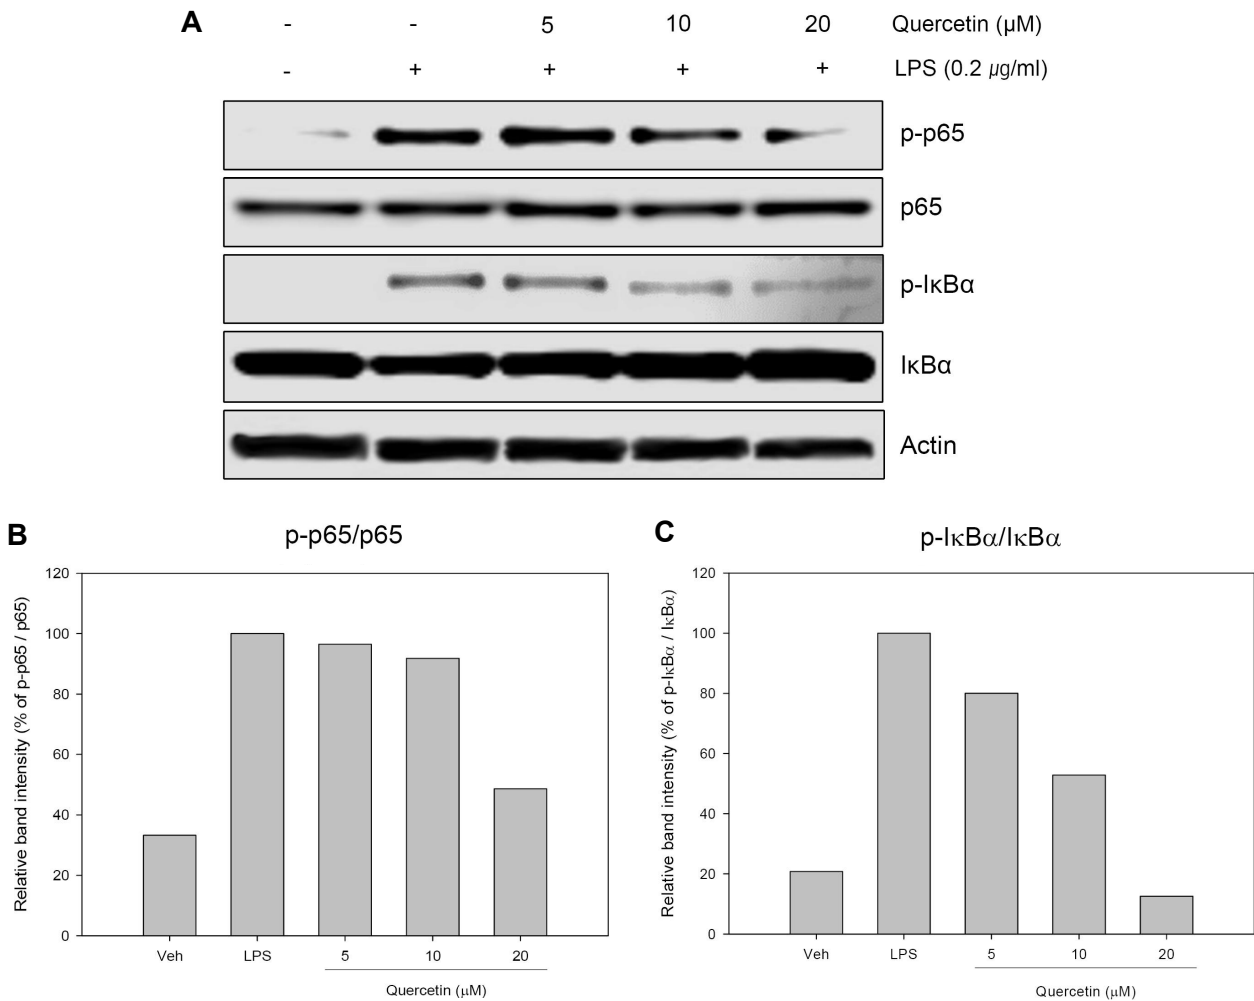 A - - 5 10 20 Quercetin (µM)
- + + + + LPS (0.2 µg/ml)
p-p65
p65
p-IκBα
IκBα
Actin
B p-p65/p65
Relative band intensity (% of p-p65 / p65)
120
100
80
60
40
20
0
Veh LPS 5 10 20
Quercetin (µM)
C p-IκBα/IκBα
Relative band intensity (% of p-IκBα / IκBα)
120
100
80
60
40
20
0
Veh LPS 5 10 20
Quercetin (µM)